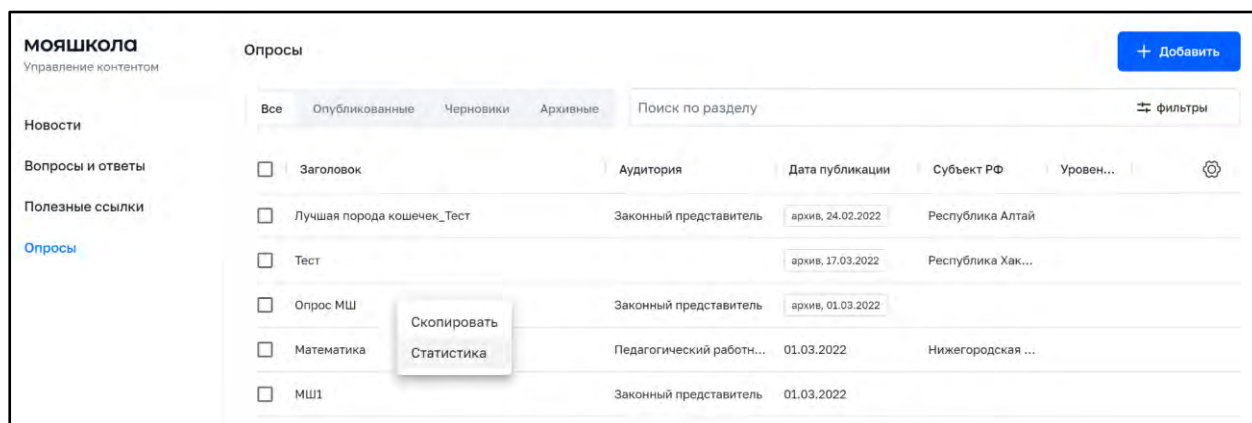 мояшкола
Управление контентом
Новости
Вопросы и ответы
Полезные ссылки
Опросы
Опросы
+ Добавить
Все Опубликованные Черновики Архивные Поиск по разделу фильтры
Заголовок Аудитория Дата публикации Субъект РФ Уровен...
Лучшая порода кошечек_Тест Законный представитель архив, 24.02.2022 Республика Алтай
Тест архив, 17.03.2022 Республика Хак...
Опрос МШ Законный представитель архив, 01.03.2022
Скопировать
Статистика
Математика Педагогический работн... 01.03.2022 Нижегородская ...
МШ1 Законный представитель 01.03.2022